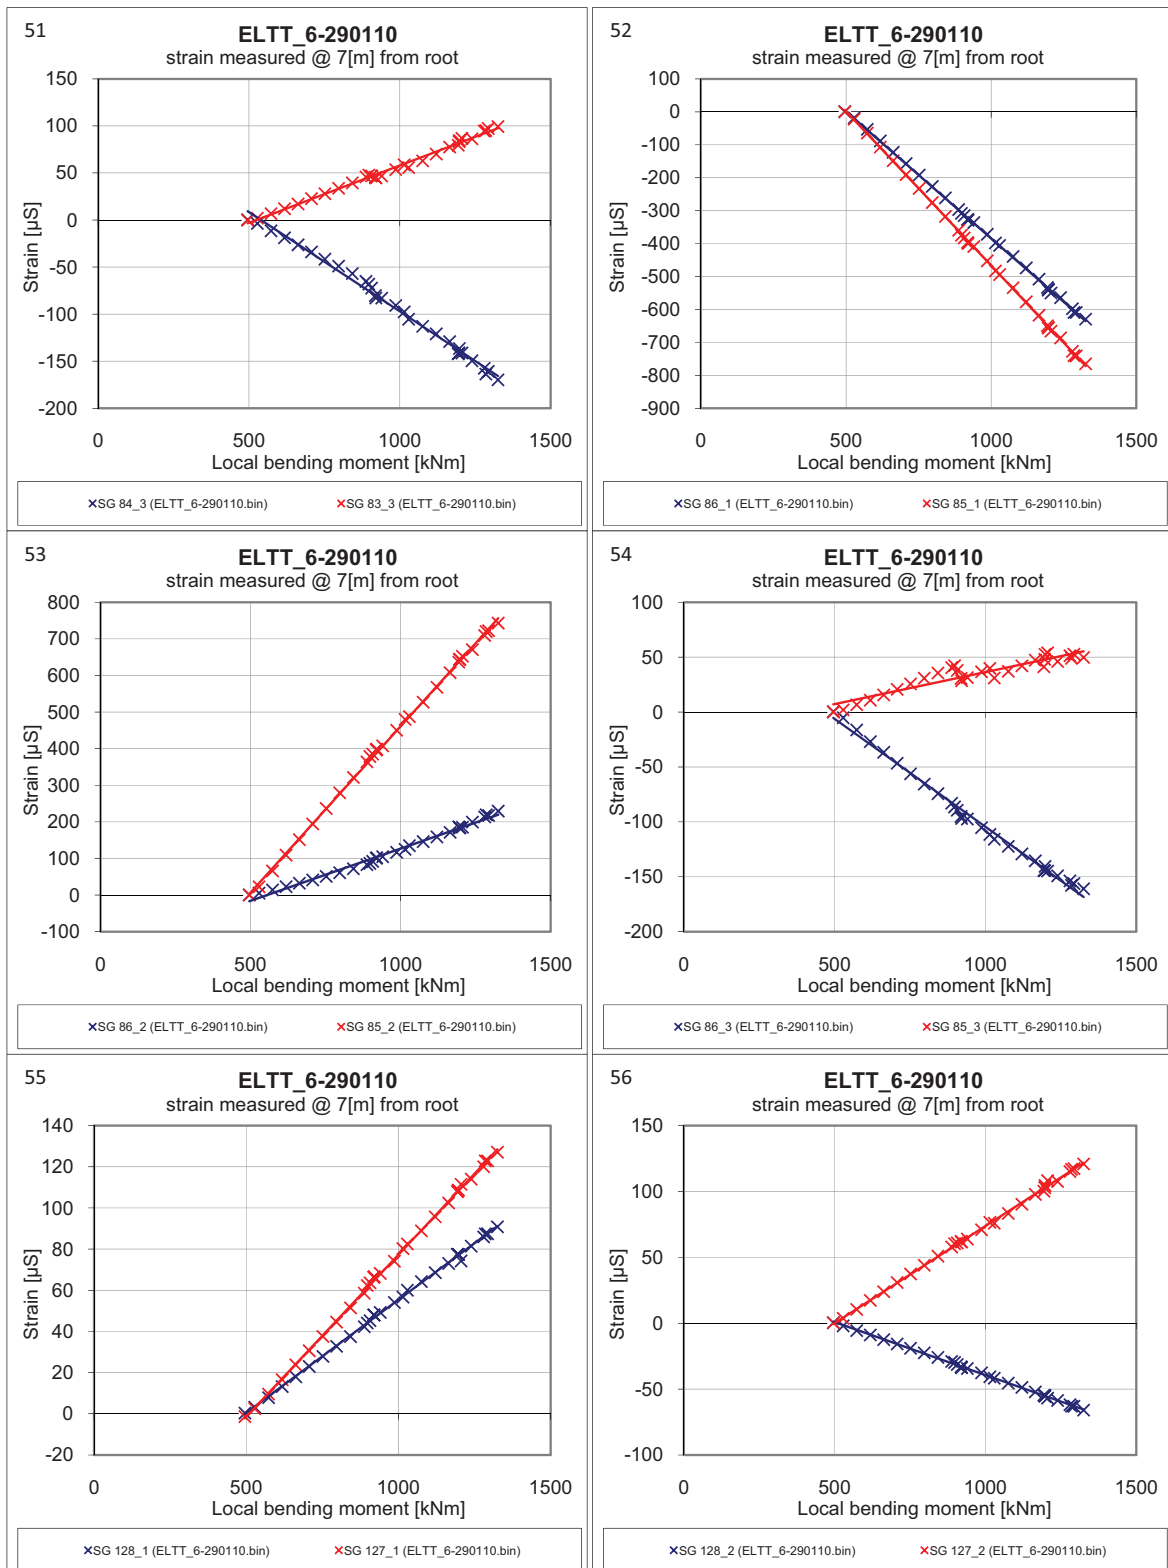 51
ELTT_6-290110
strain measured @ 7[m] from root
150
100
50
0
-50
-100
-150
-200
Strain [µS]
0 500 1000 1500
Local bending moment [kNm]
SG 84_3 (ELTT_6-290110.bin) SG 83_3 (ELTT_6-290110.bin)
52
ELTT_6-290110
strain measured @ 7[m] from root
100
0
-100
-200
-300
-400
-500
-600
-700
-800
-900
Strain [µS]
0 500 1000 1500
Local bending moment [kNm]
SG 86_1 (ELTT_6-290110.bin) SG 85_1 (ELTT_6-290110.bin)
53
ELTT_6-290110
strain measured @ 7[m] from root
800
700
600
500
400
300
200
100
0
-100
Strain [µS]
0 500 1000 1500
Local bending moment [kNm]
SG 86_2 (ELTT_6-290110.bin) SG 85_2 (ELTT_6-290110.bin)
54
ELTT_6-290110
strain measured @ 7[m] from root
100
50
0
-50
-100
-150
-200
Strain [µS]
0 500 1000 1500
Local bending moment [kNm]
SG 86_3 (ELTT_6-290110.bin) SG 85_3 (ELTT_6-290110.bin)
55
ELTT_6-290110
strain measured @ 7[m] from root
140
120
100
80
60
40
20
0
-20
Strain [µS]
0 500 1000 1500
Local bending moment [kNm]
SG 128_1 (ELTT_6-290110.bin) SG 127_1 (ELTT_6-290110.bin)
56
ELTT_6-290110
strain measured @ 7[m] from root
150
100
50
0
-50
-100
Strain [µS]
0 500 1000 1500
Local bending moment [kNm]
SG 128_2 (ELTT_6-290110.bin) SG 127_2 (ELTT_6-290110.bin)